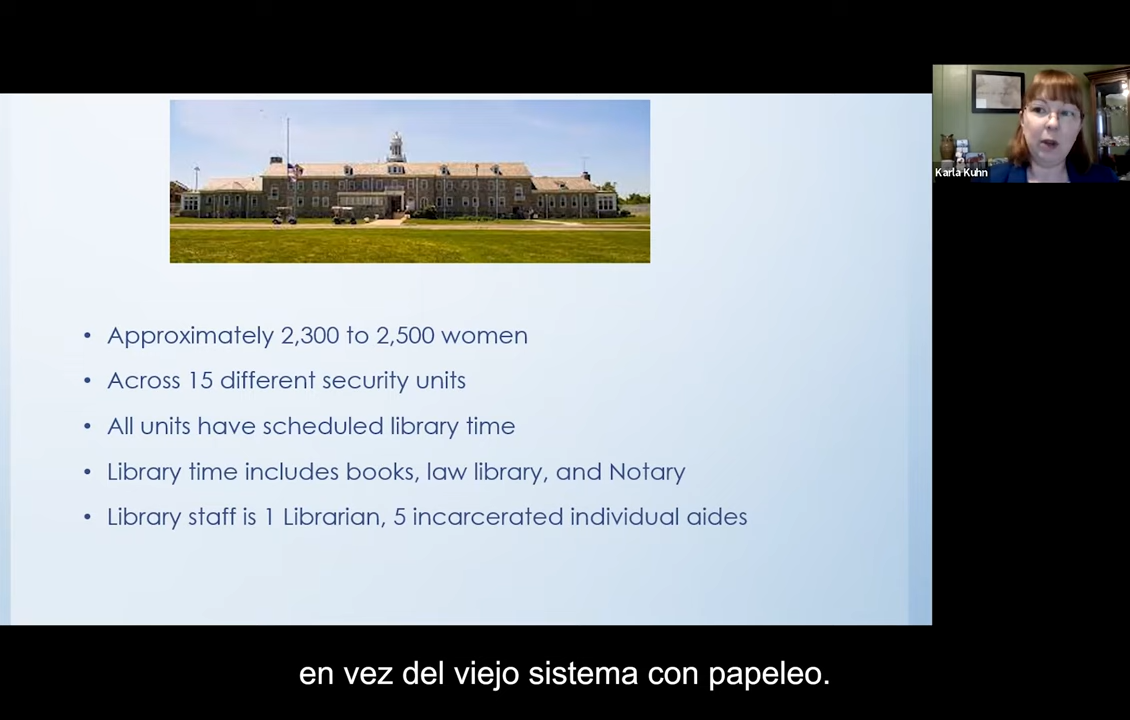 Karla Kuhn
• Approximately 2,300 to 2,500 women
• Across 15 different security units
• All units have scheduled library time
• Library time includes books, law library, and Notary
• Library staff is 1 Librarian, 5 incarcerated individual aides
en vez del viejo sistema con papeleo.